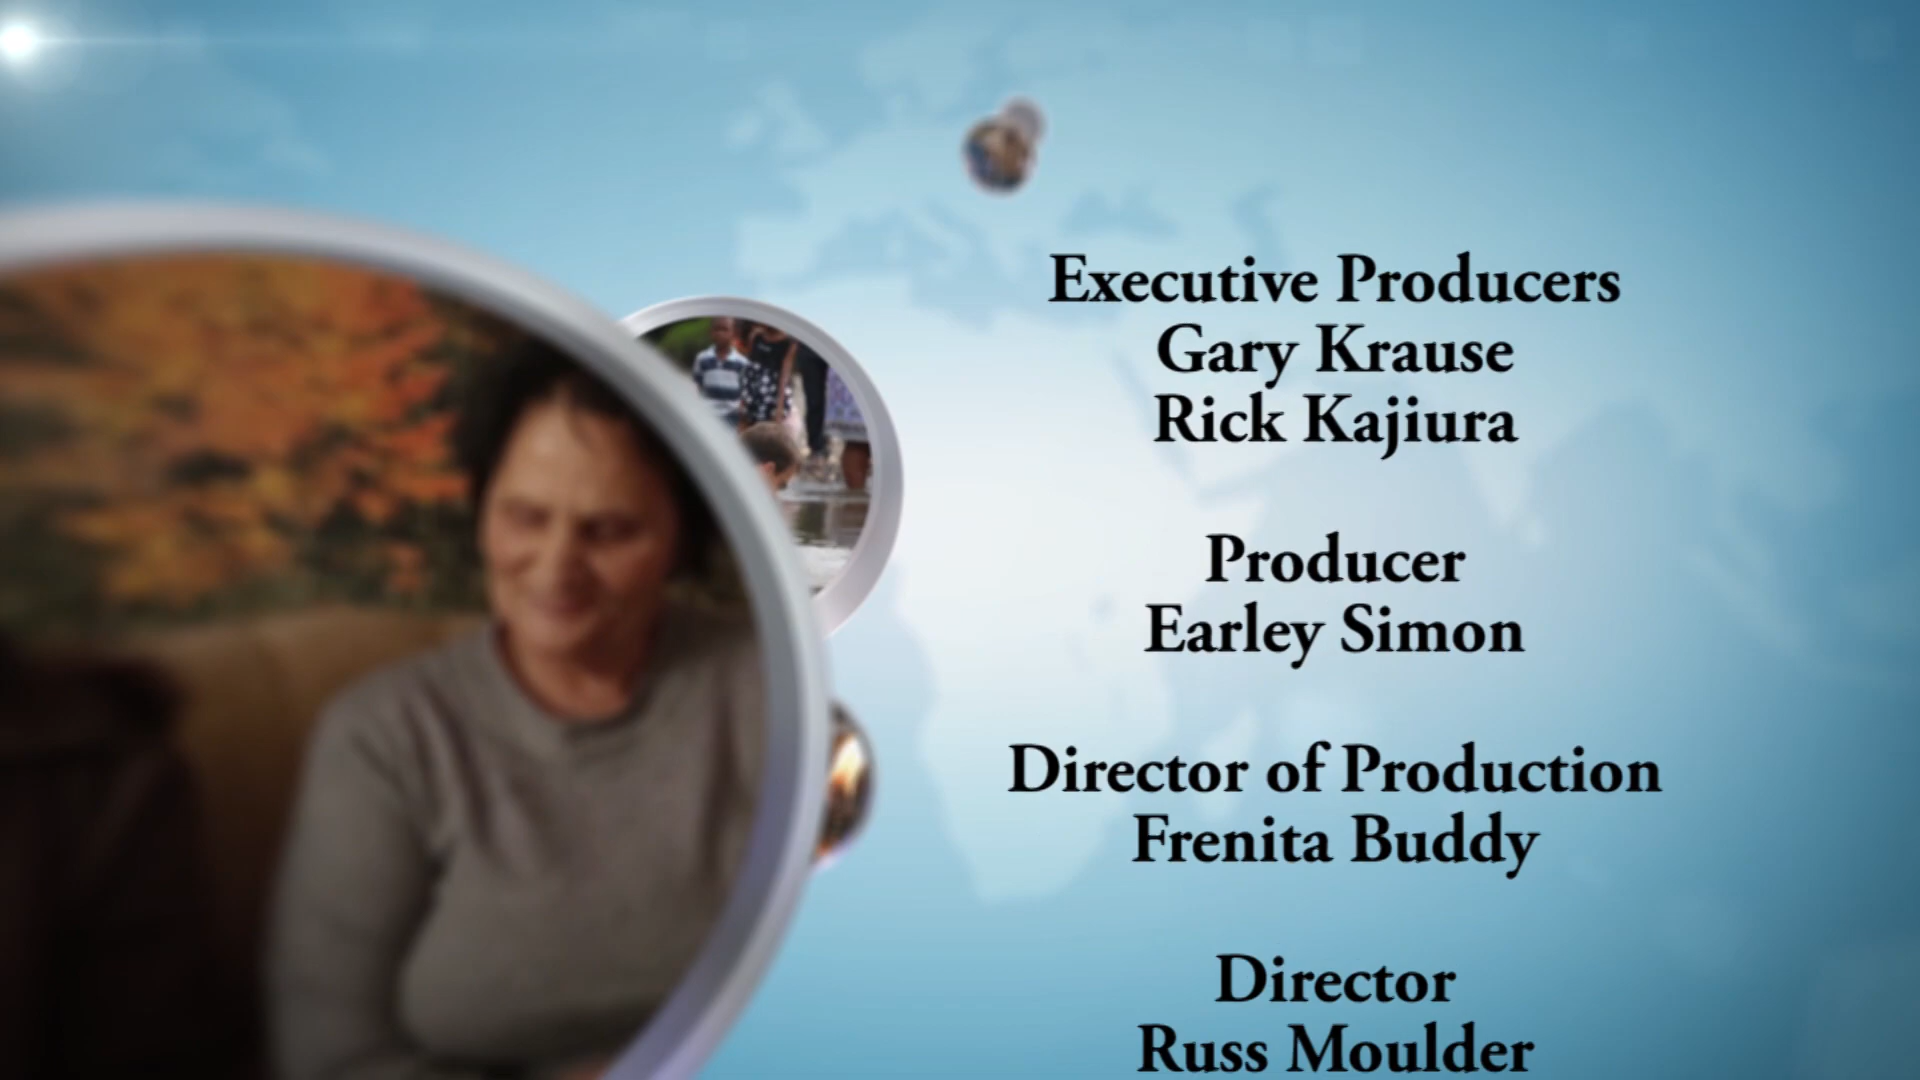 Executive Producers
Gary Krause
Rick Kajiura
Producer
Earley Simon
Director of Production
Frenita Buddy
Director
Russ Moulder